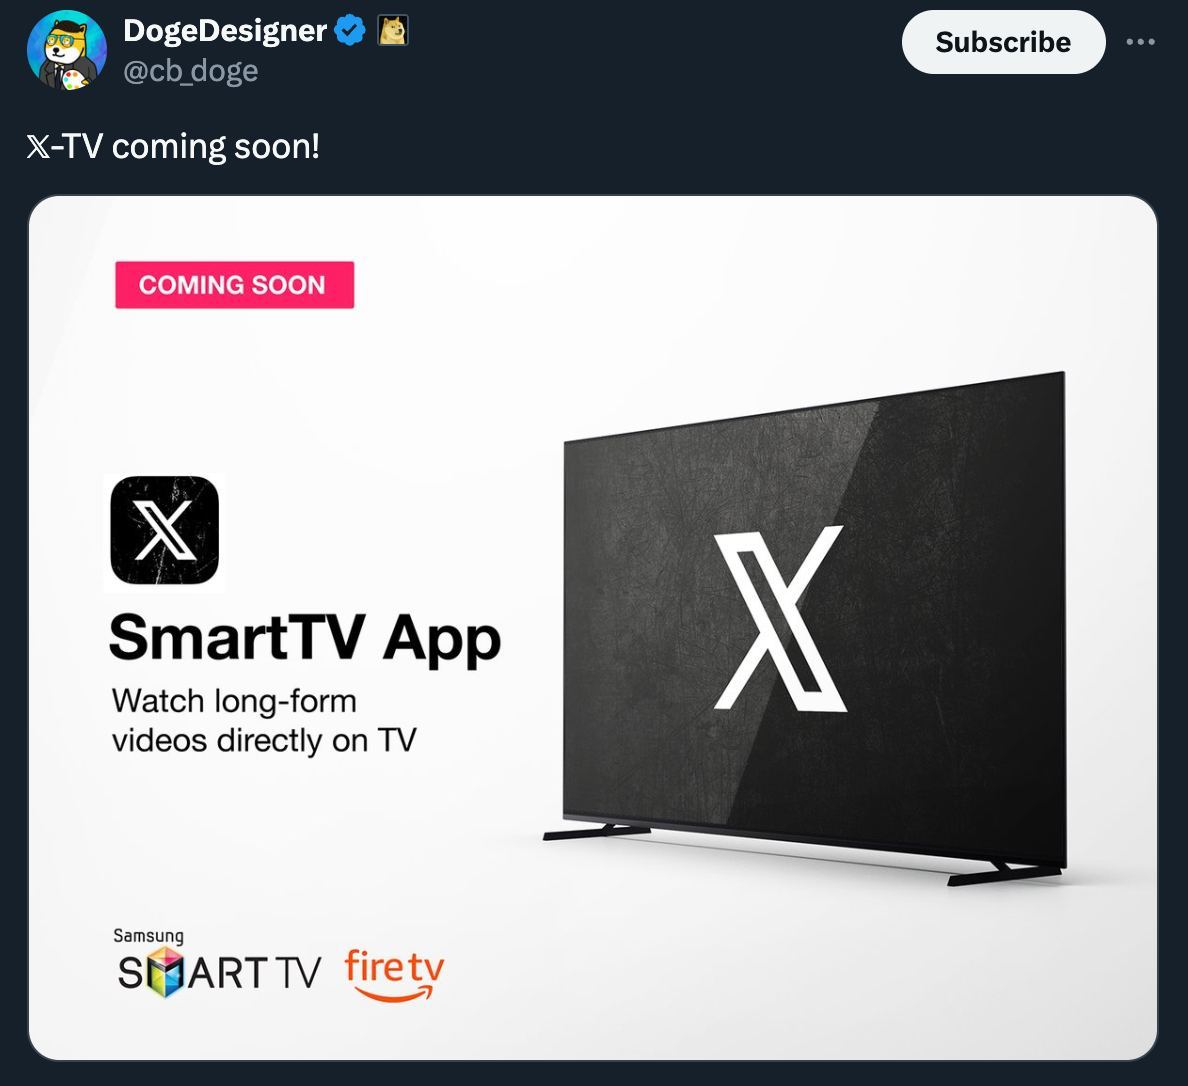 DogeDesigner
@cb_doge
Subscribe
𝕏-TV coming soon!
COMING SOON
X
X
SmartTV App
Watch long-form
videos directly on TV
Samsung
SMART TV
fire tv